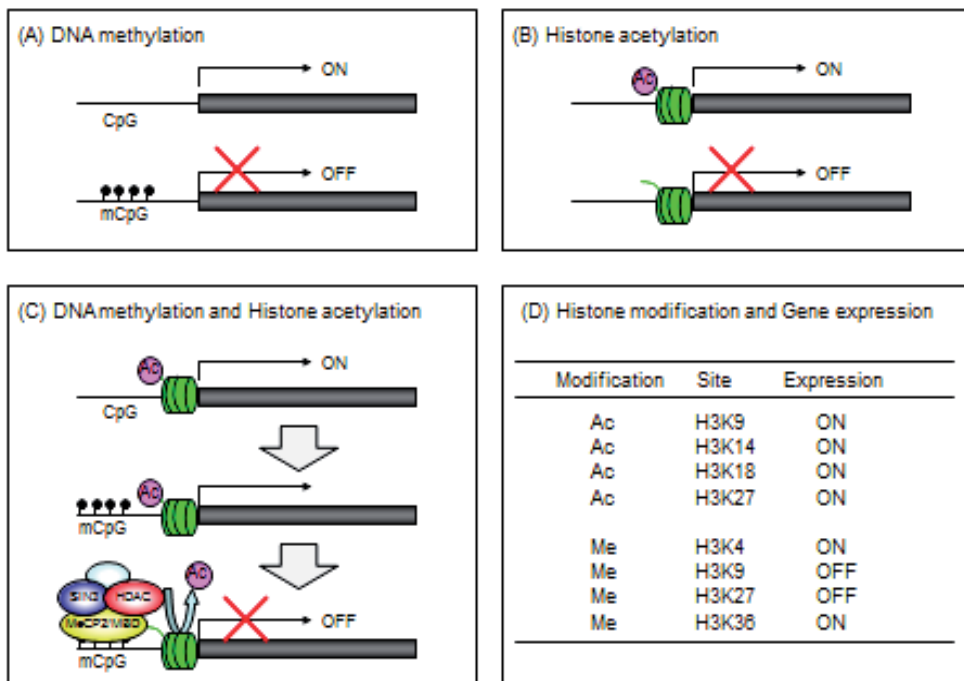 (A) DNA methylation
ON
CpG
OFF
mCpG
(B) Histone acetylation
Ac
ON
OFF
(C) DNA methylation and Histone acetylation
Ac
ON
CpG
Ac
mCpG
Ac
SIN3 HDAC
OFF
MeCP2/MBD
mCpG
(D) Histone modification and Gene expression
Modification Site Expression
Ac H3K9 ON
Ac H3K14 ON
Ac H3K18 ON
Ac H3K27 ON
Me H3K4 ON
Me H3K9 OFF
Me H3K27 OFF
Me H3K36 ON